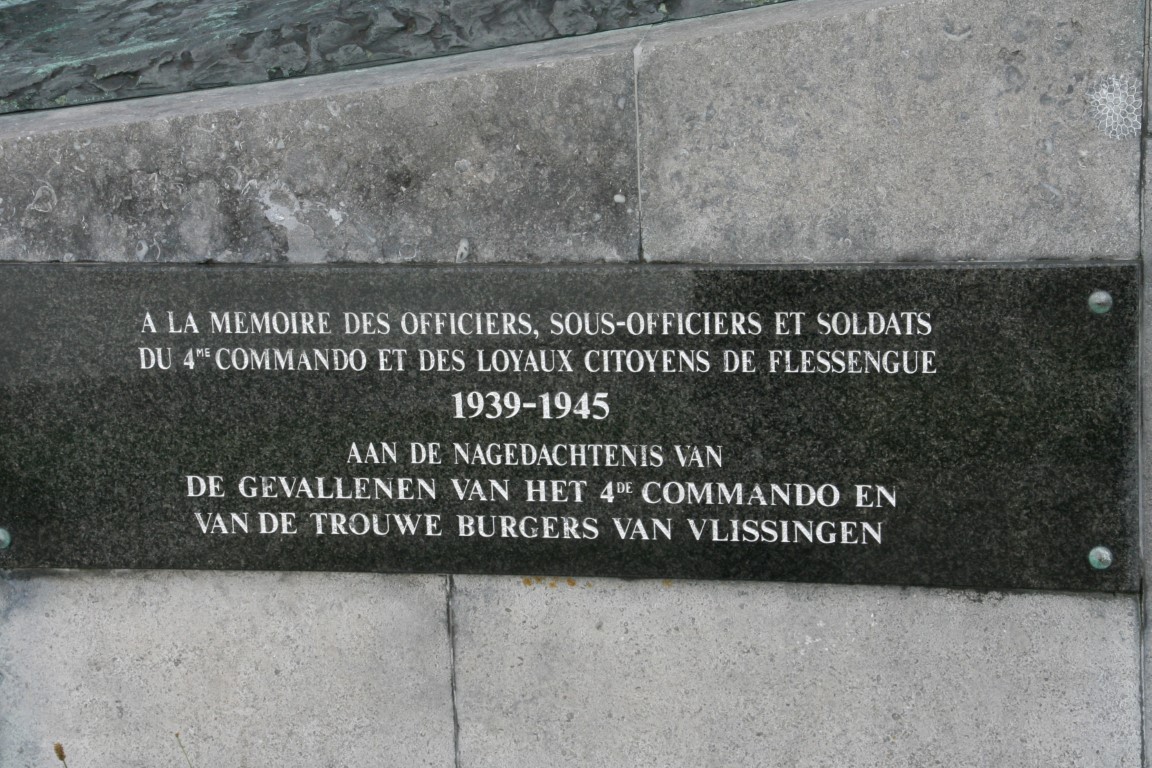 A LA MEMOIRE DES OFFICIERS, SOUS-OFFICIERS ET SOLDATS
DU 4ME COMMANDO ET DES LOYAUX CITOYENS DE FLESSENGUE
1939-1945
AAN DE NAGEDACHTENIS VAN
DE GEVALLENEN VAN HET 4DE COMMANDO EN
VAN DE TROUWE BURGERS VAN VLISSINGEN